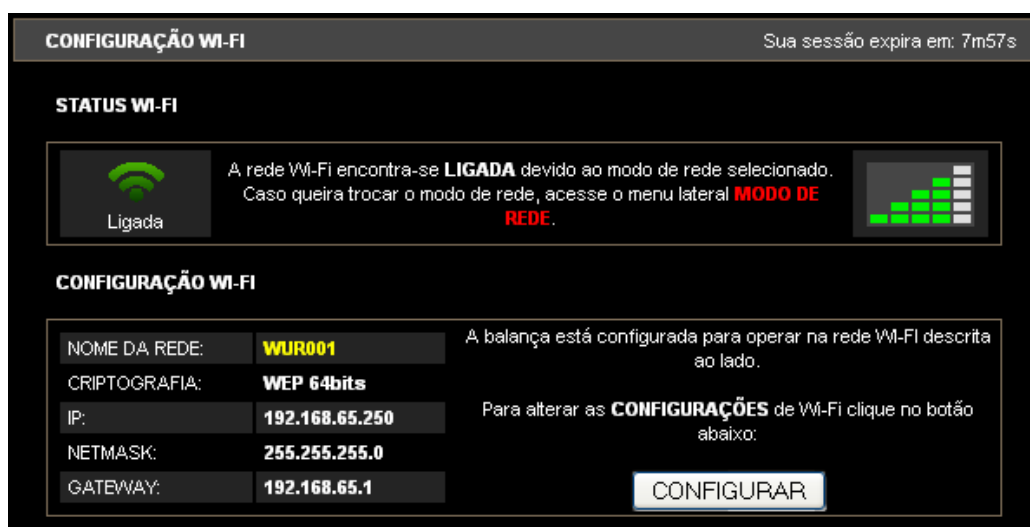 CONFIGURAÇÃO WI-FI
Sua sessão expira em: 7m57s
STATUS WI-FI
Ligada
A rede Wi-Fi encontra-se LIGADA devido ao modo de rede selecionado.
Caso queira trocar o modo de rede, acesse o menu lateral MODO DE
REDE.
CONFIGURAÇÃO WI-FI
NOME DA REDE: WUR001
CRIPTOGRAFIA: WEP 64bits
IP: 192.168.65.250
NETMASK: 255.255.255.0
GATEWAY: 192.168.65.1
A balança está configurada para operar na rede WI-FI descrita
ao lado.
Para alterar as CONFIGURAÇÕES de Wi-Fi clique no botão
abaixo:
CONFIGURAR